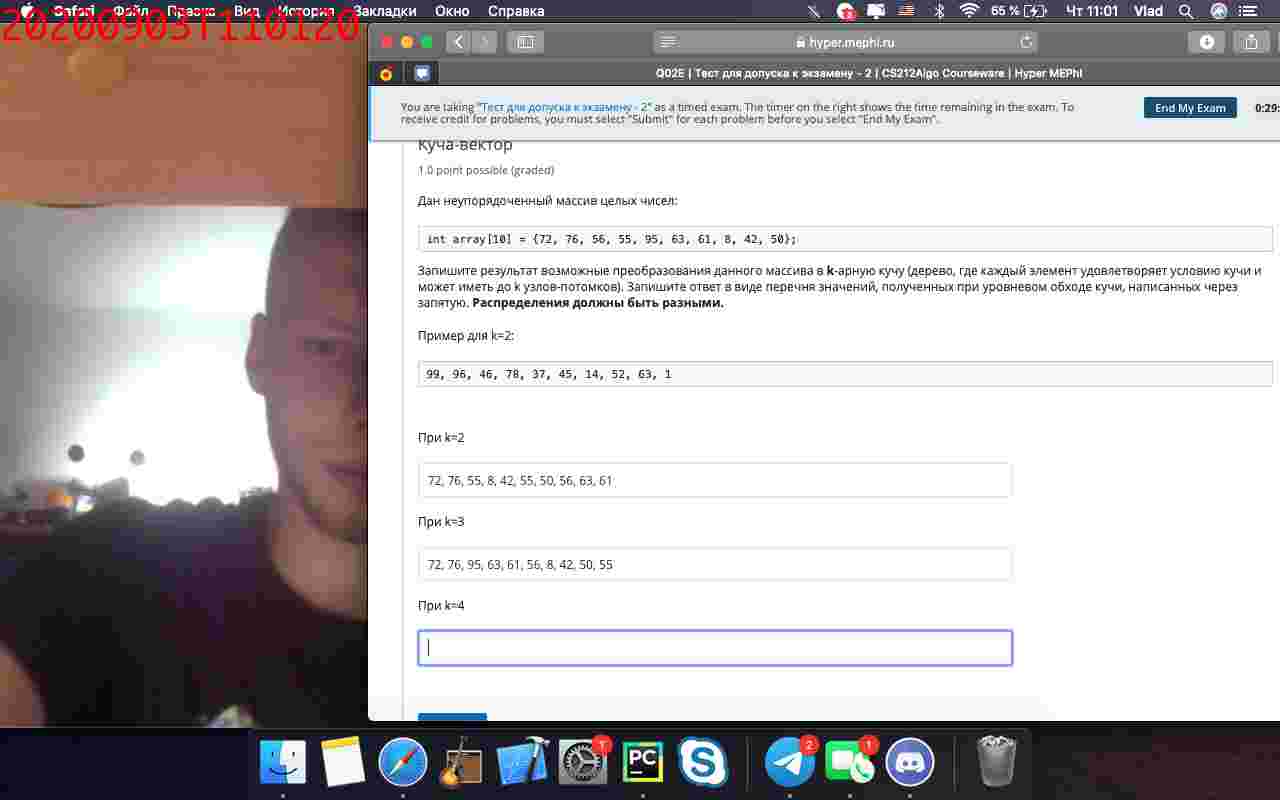 Safari Файл Правка Вид История Закладки Окно Справка 65 % Чт 11:01 Vlad
20200903T110120
hyper.mephi.ru
Q02E | Тест для допуска к экзамену - 2 | CS212Algo Courseware | Hyper MEPhI
You are taking "Тест для допуска к экзамену - 2" as a timed exam. The timer on the right shows the time remaining in the exam. To
receive credit for problems, you must select "Submit" for each problem before you select "End My Exam".
End My Exam
0:29:
Куча-вектор
1.0 point possible (graded)
Дан неупорядоченный массив целых чисел:
int array[10] = {72, 76, 56, 55, 95, 63, 61, 8, 42, 50};
Запишите результат возможные преобразования данного массива в k-арную кучу (дерево, где каждый элемент удовлетворяет условию кучи и
может иметь до k узлов-потомков). Запишите ответ в виде перечня значений, полученных при уровневом обходе кучи, написанных через
запятую. Распределения должны быть разными.
Пример для k=2:
99, 96, 46, 78, 37, 45, 14, 52, 63, 1
При k=2
72, 76, 55, 8, 42, 55, 50, 56, 63, 61
При k=3
72, 76, 95, 63, 61, 56, 8, 42, 50, 55
При k=4
1
PC
2
1